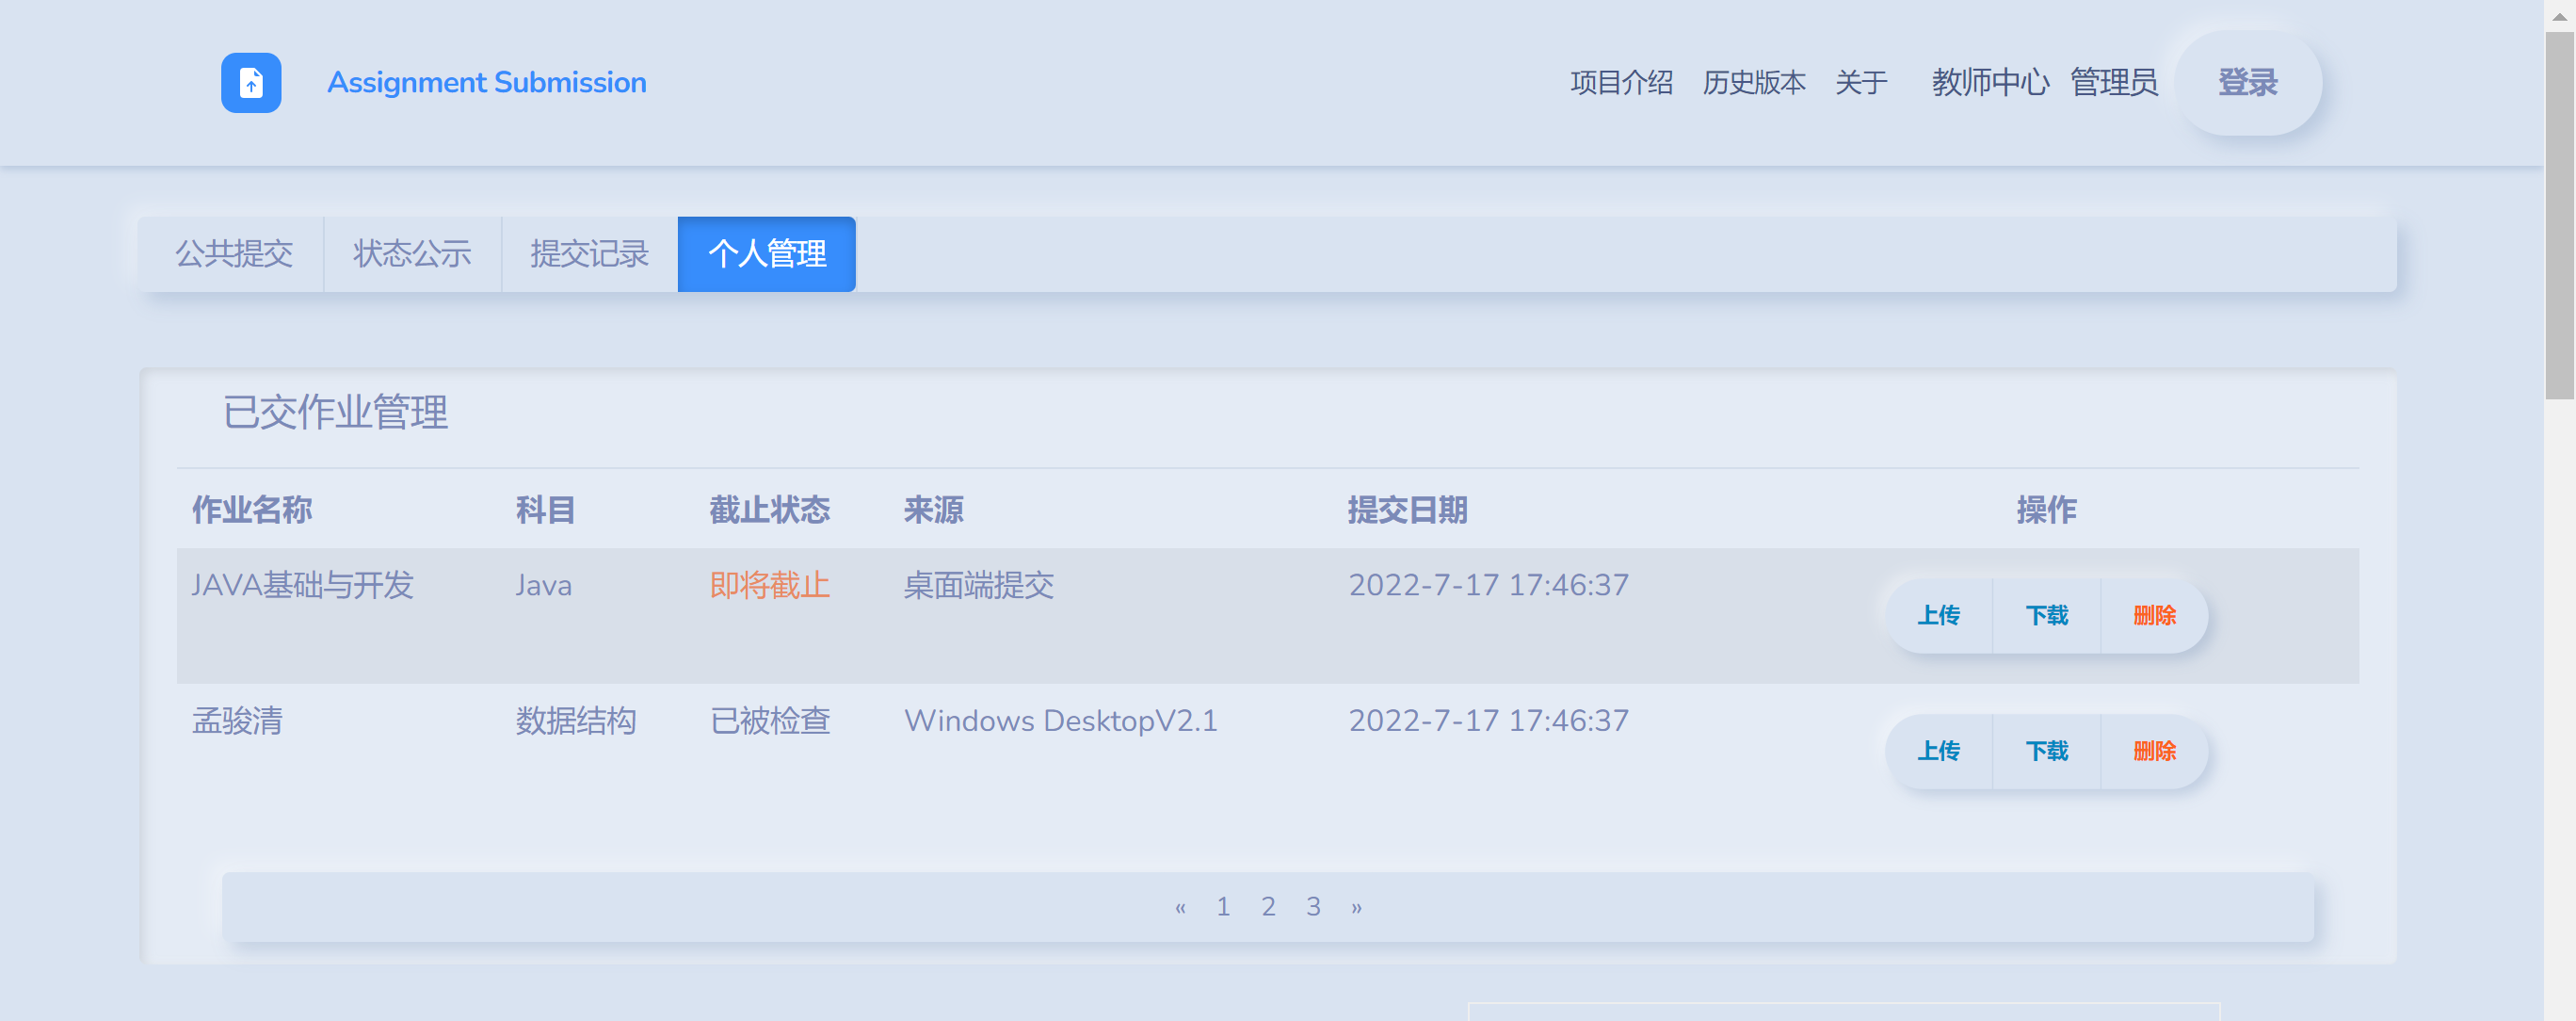 Assignment Submission 项目介绍 历史版本 关于 教师中心 管理员 登录
公共提交 状态公示 提交记录 个人管理
已交作业管理
作业名称 科目 截止状态 来源 提交日期 操作
JAVA基础与开发 Java 即将截止 桌面端提交 2022-7-17 17:46:37 上传 下载 删除
孟骏清 数据结构 已被检查 Windows DesktopV2.1 2022-7-17 17:46:37 上传 下载 删除
« 1 2 3 »